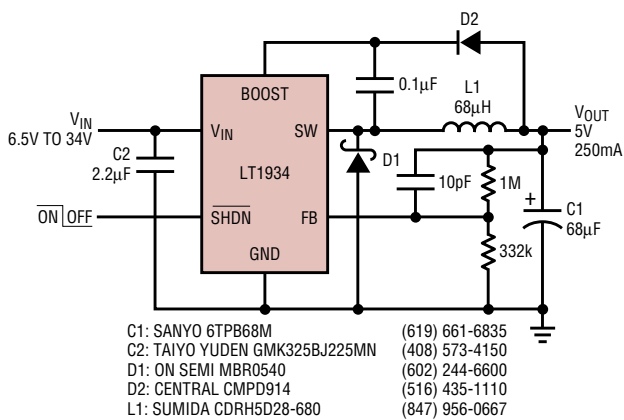 D2
0.1µF
L1
68µH
BOOST
VIN
6.5V TO 34V
VIN
SW
VOUT
5V
250mA
C2
2.2µF
LT1934
D1
10pF
1M
ON OFF
SHDN
FB
+
C1
68µF
332k
GND
C1: SANYO 6TPB68M (619) 661-6835
C2: TAIYO YUDEN GMK325BJ225MN (408) 573-4150
D1: ON SEMI MBR0540 (602) 244-6600
D2: CENTRAL CMPD914 (516) 435-1110
L1: SUMIDA CDRH5D28-680 (847) 956-0667